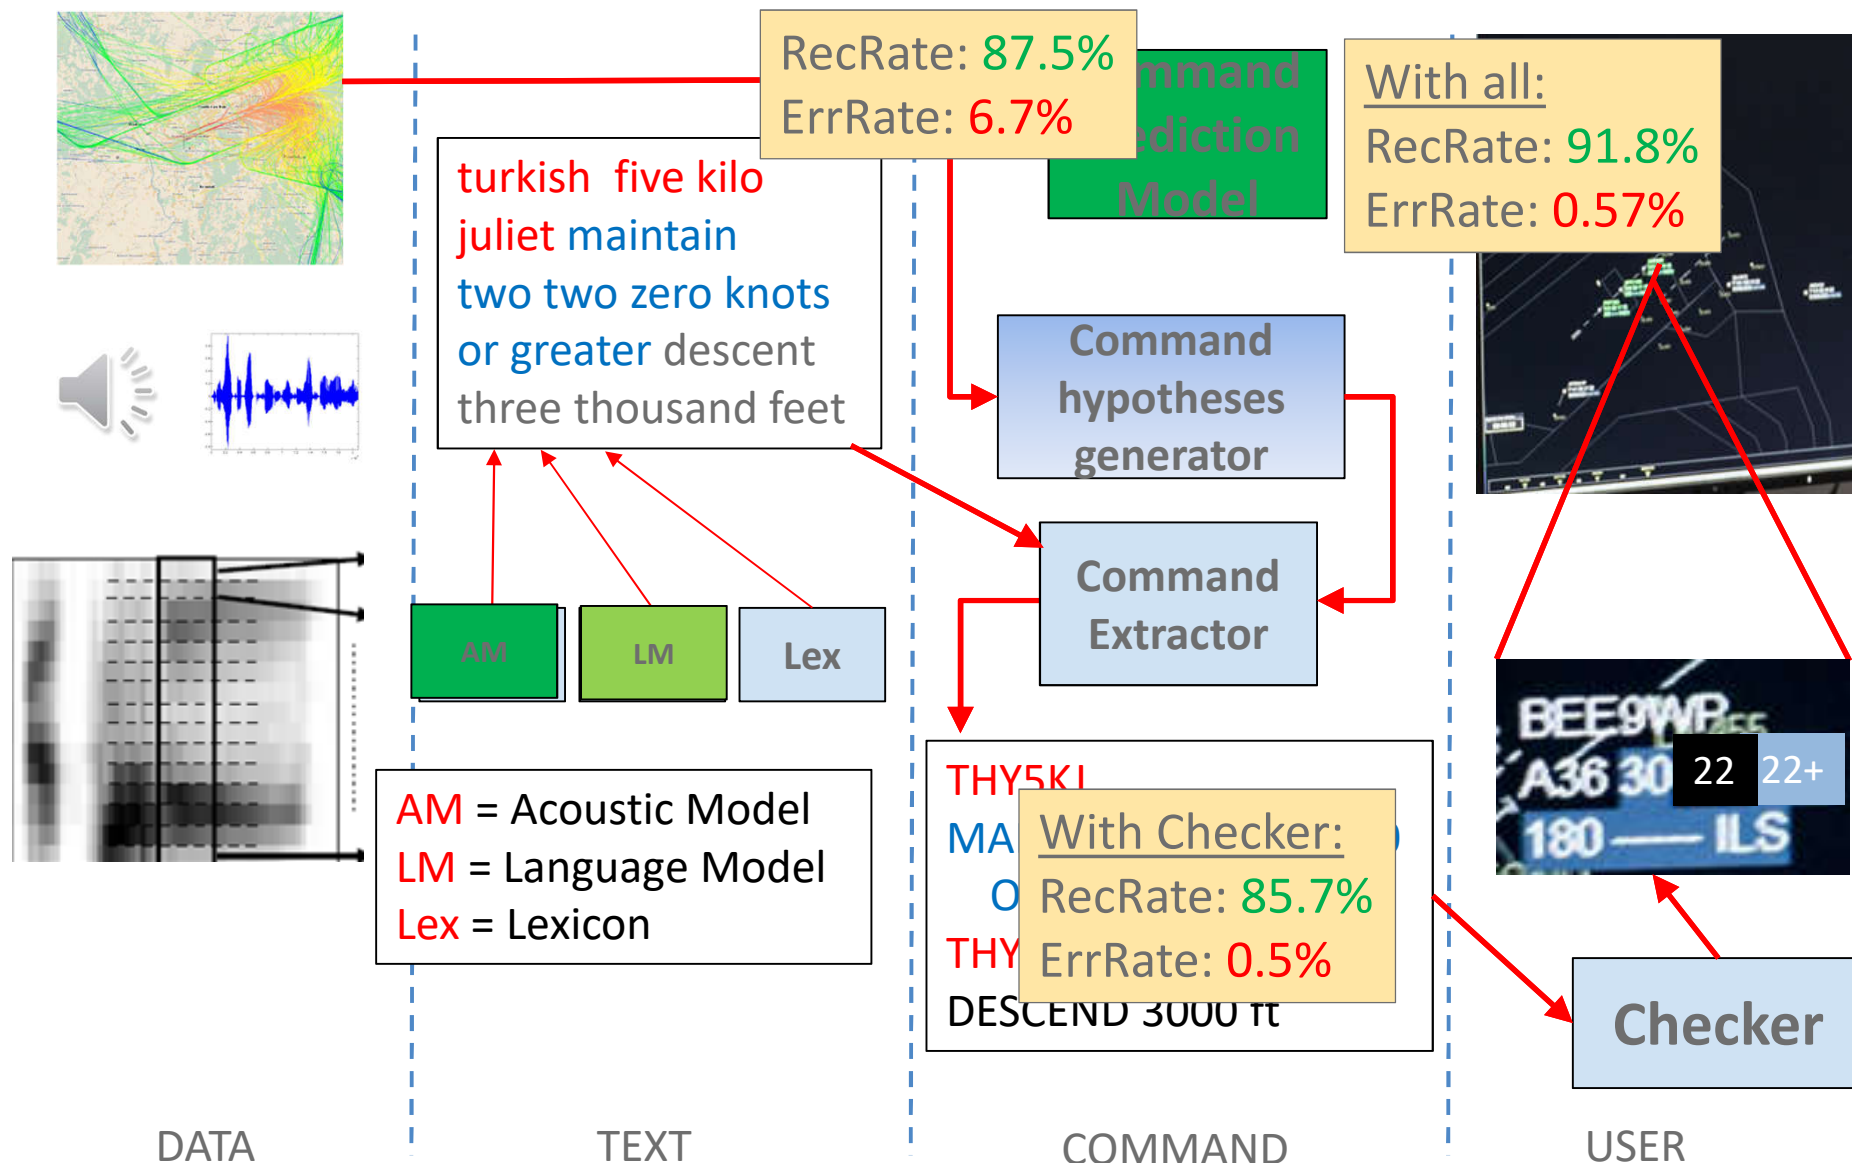 RecRate: 87.5%
ErrRate: 6.7%
Model
With all:
RecRate: 91.8%
ErrRate: 0.57%
turkish five kilo
juliet maintain
two two zero knots
or greater descent
three thousand feet
Command
hypotheses
generator
Command
Extractor
AM
LM
Lex
AM = Acoustic Model
LM = Language Model
Lex = Lexicon
THY5KJ
With Checker:
RecRate: 85.7%
ErrRate: 0.5%
THY
DESCEND 3000 ft
BEE9WP
A36 30 22 22+
180 ILS
Checker
DATA
TEXT
COMMAND
USER